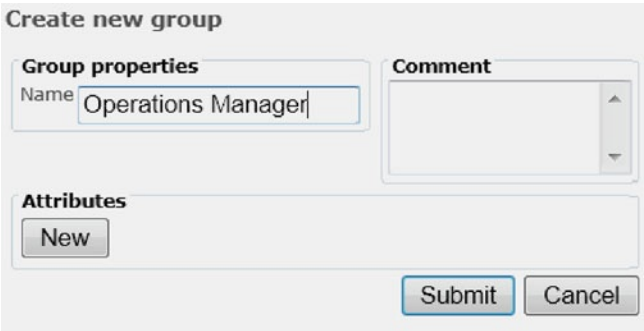 Create new group
Group properties
Comment
Name Operations Manager
Attributes
New
Submit Cancel